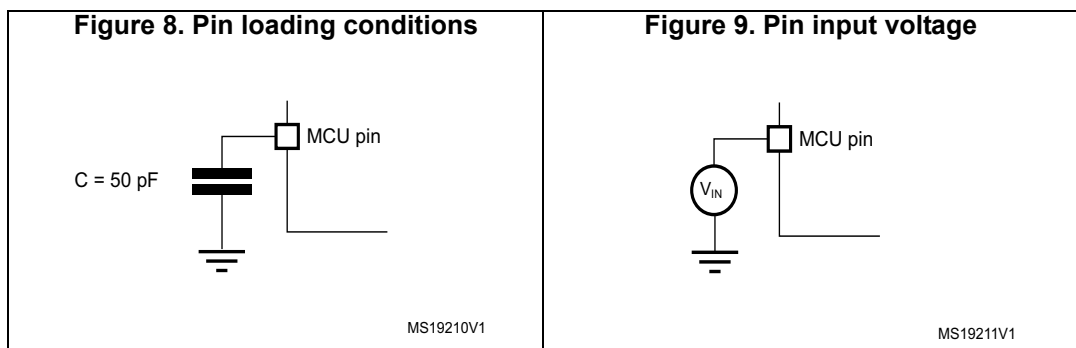 Figure 8. Pin loading conditions
MCU pin
C = 50 pF
MS19210V1
Figure 9. Pin input voltage
MCU pin
VIN
MS19211V1